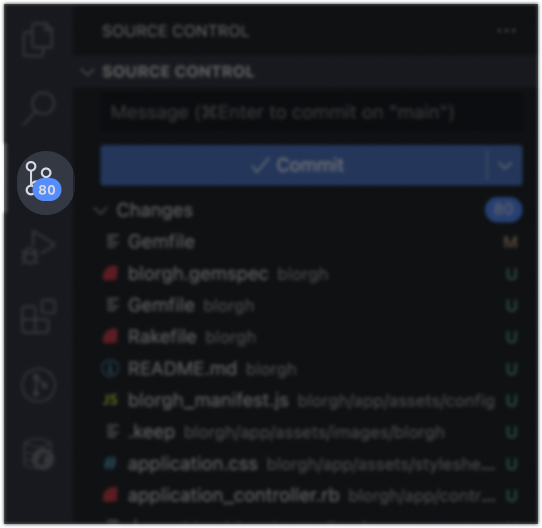 SOURCE CONTROL
SOURCE CONTROL
Message (⌘Enter to commit on "main")
Commit
80
Changes 80
Gemfile M
blorgh.gemspec blorgh U
Gemfile blorgh U
Rakefile blorgh U
README.md blorgh U
JS blorgh_manifest.js blorgh/app/assets/config U
.keep blorgh/app/assets/images/blorgh U
# application.css blorgh/app/assets/styleshe... U
application_controller.rb blorgh/app/contr... U